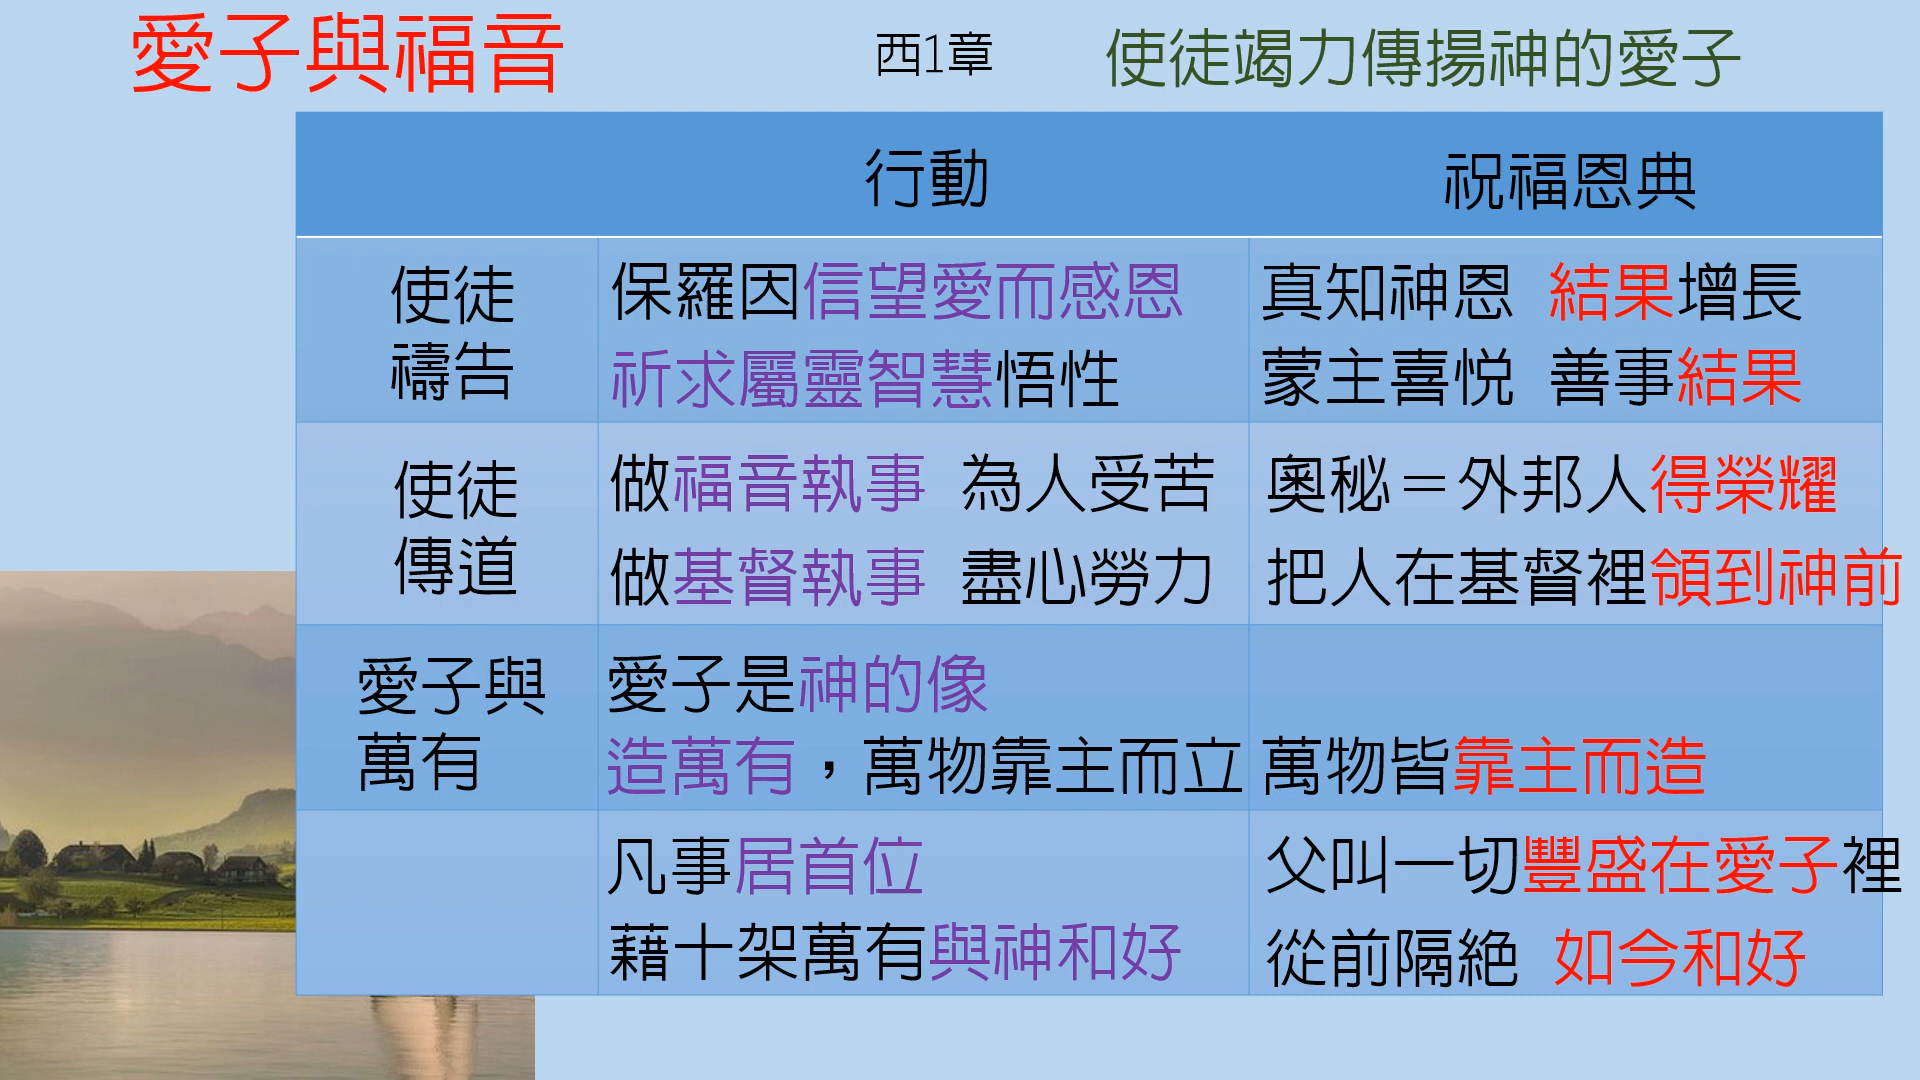 愛子與福音 西1章 使徒竭力傳揚神的愛子
行動 祝福恩典
使徒
禱告
保羅因信望愛而感恩
祈求屬靈智慧悟性
真知神恩 結果增長
蒙主喜悅 善事結果
使徒
傳道
做福音執事 為人受苦
做基督執事 盡心勞力
奧秘＝外邦人得榮耀
把人在基督裡領到神前
愛子與
萬有
愛子是神的像
造萬有，萬物靠主而立
萬物皆靠主而造
凡事居首位
藉十架萬有與神和好
父叫一切豐盛在愛子裡
從前隔絕 如今和好